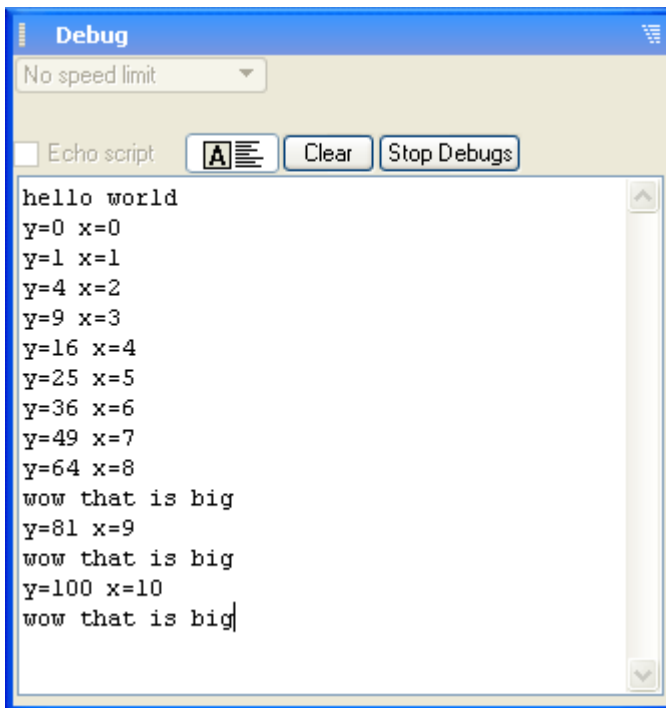 Debug
No speed limit
Echo script A Clear Stop Debugs
hello world
y=0 x=0
y=1 x=1
y=4 x=2
y=9 x=3
y=16 x=4
y=25 x=5
y=36 x=6
y=49 x=7
y=64 x=8
wow that is big
y=81 x=9
wow that is big
y=100 x=10
wow that is big